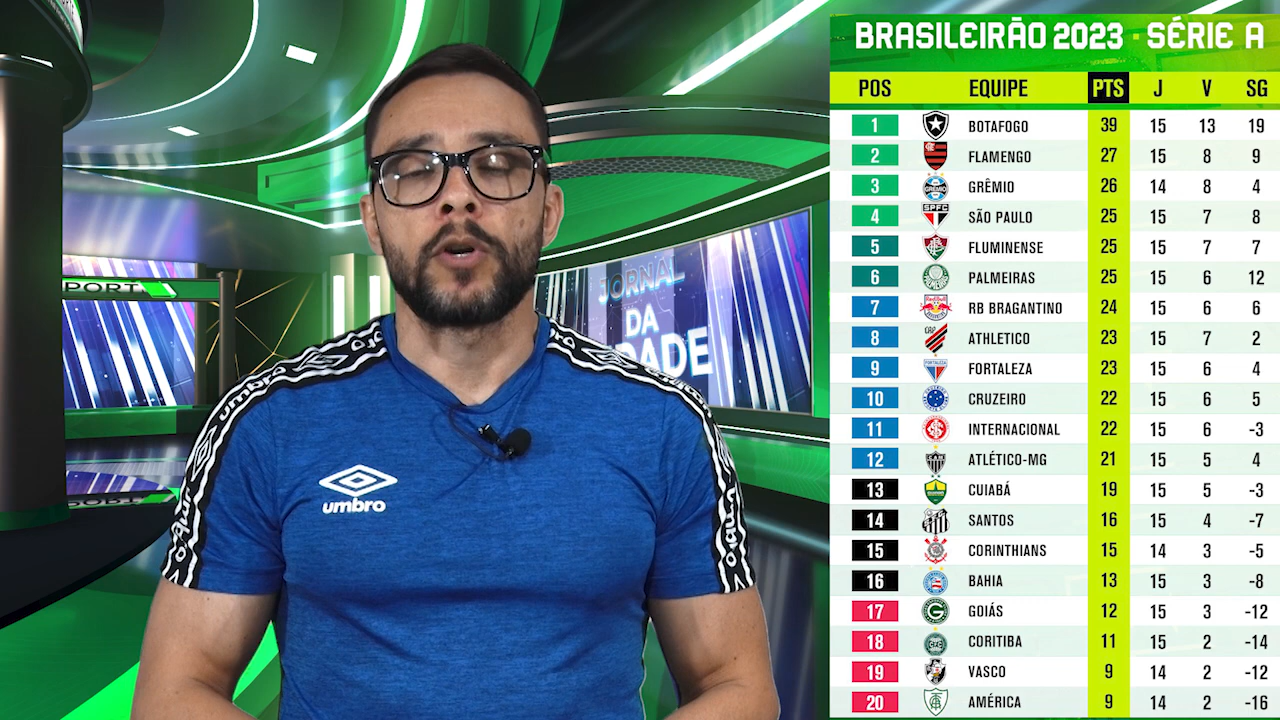 BRASILEIRÃO 2023 · SÉRIE A
POS EQUIPE PTS J V SG
1 BOTAFOGO 39 15 13 19
2 FLAMENGO 27 15 8 9
3 GRÊMIO 26 14 8 4
4 SÃO PAULO 25 15 7 8
5 FLUMINENSE 25 15 7 7
6 PALMEIRAS 25 15 6 12
7 RB BRAGANTINO 24 15 6 6
8 ATHLETICO 23 15 7 2
9 FORTALEZA 23 15 6 4
10 CRUZEIRO 22 15 6 5
11 INTERNACIONAL 22 15 6 -3
12 ATLÉTICO-MG 21 15 5 4
13 CUIABÁ 19 15 5 -3
14 SANTOS 16 15 4 -7
15 CORINTHIANS 15 14 3 -5
16 BAHIA 13 15 3 -8
17 GOIÁS 12 15 3 -12
18 CORITIBA 11 15 2 -14
19 VASCO 9 14 2 -12
20 AMÉRICA 9 14 2 -16
SPFC
PORT
JORNAL
DA
DADE
umbro
umbro